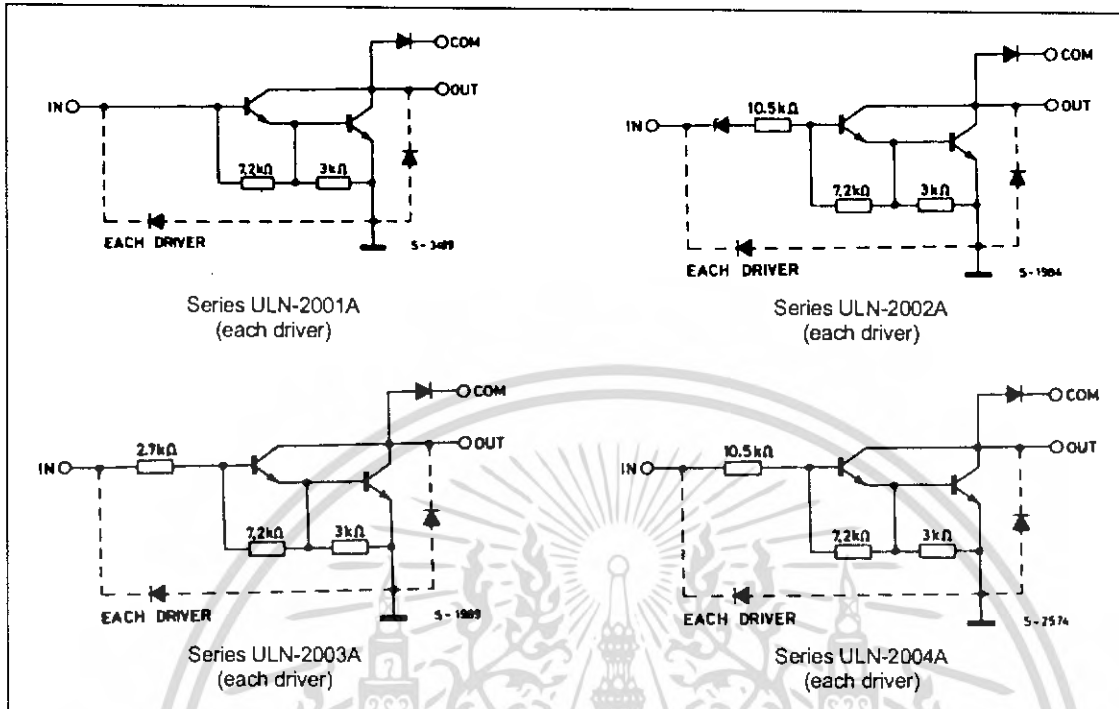 COM
OUT
IN
7.2kΩ 3kΩ
EACH DRIVER S-1489
Series ULN-2001A
(each driver)
COM
OUT
IN 10.5kΩ
7.2kΩ 3kΩ
EACH DRIVER S-1984
Series ULN-2002A
(each driver)
COM
OUT
IN 2.7kΩ
7.2kΩ 3kΩ
EACH DRIVER S-1989
Series ULN-2003A
(each driver)
COM
OUT
IN 10.5kΩ
7.2kΩ 3kΩ
EACH DRIVER S-2574
Series ULN-2004A
(each driver)